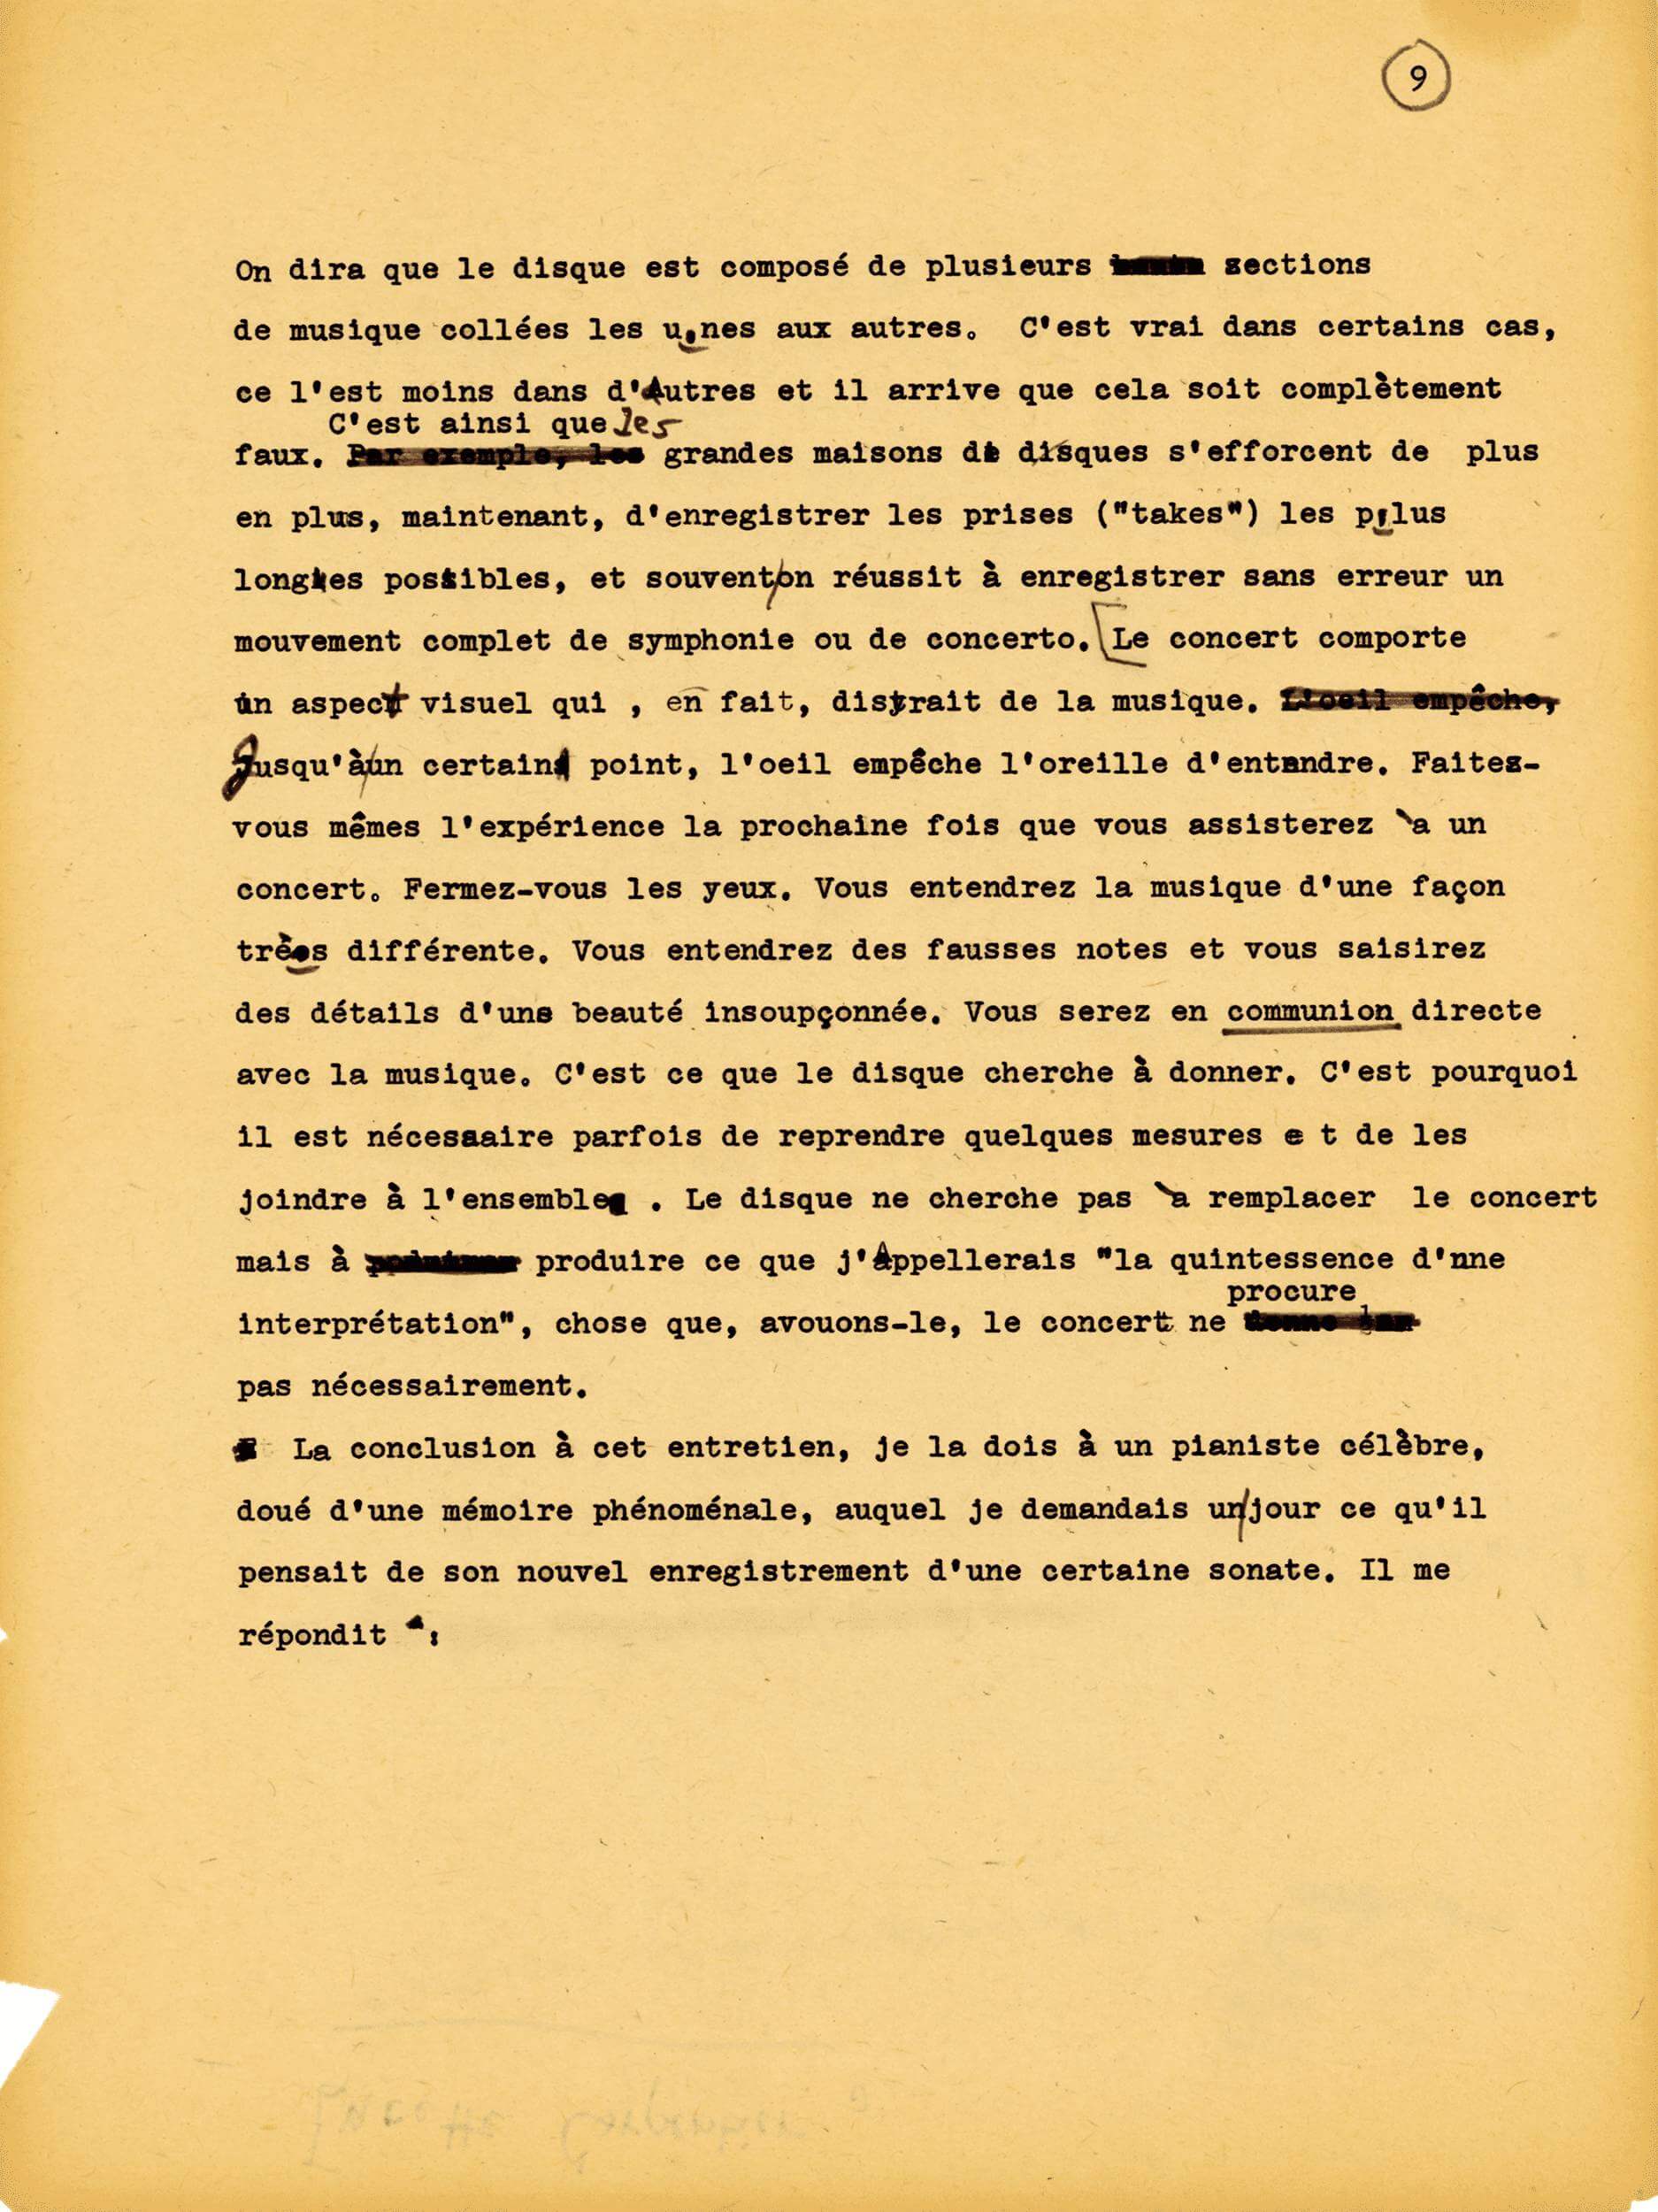 9
On dira que le disque est composé de plusieurs sections
de musique collées les unes aux autres. C'est vrai dans certains cas,
ce l'est moins dans d'Autres et il arrive que cela soit complètement
C'est ainsi que les
faux. Par exemple, les grandes maisons de disques s'efforcent de plus
en plus, maintenant, d'enregistrer les prises ("takes") les plus
longues possibles, et souvent/on réussit à enregistrer sans erreur un
mouvement complet de symphonie ou de concerto. [Le concert comporte
un aspect visuel qui , en fait, distrait de la musique. L'oeil empêche,
Jusqu'à/un certain point, l'oeil empêche l'oreille d'entendre. Faites-
vous mêmes l'expérience la prochaine fois que vous assisterez `a un
concert. Fermez-vous les yeux. Vous entendrez la musique d'une façon
très différente. Vous entendrez des fausses notes et vous saisirez
des détails d'une beauté insoupçonnée. Vous serez en communion directe
avec la musique. C'est ce que le disque cherche à donner. C'est pourquoi
il est nécesaaire parfois de reprendre quelques mesures e t de les
joindre à l'ensemble . Le disque ne cherche pas `a remplacer le concert
mais à produire ce que j'Appellerais "la quintessence d'nne
procure
interprétation", chose que, avouons-le, le concert ne
pas nécessairement.
La conclusion à cet entretien, je la dois à un pianiste célèbre,
doué d'une mémoire phénoménale, auquel je demandais un/jour ce qu'il
pensait de son nouvel enregistrement d'une certaine sonate. Il me
répondit :